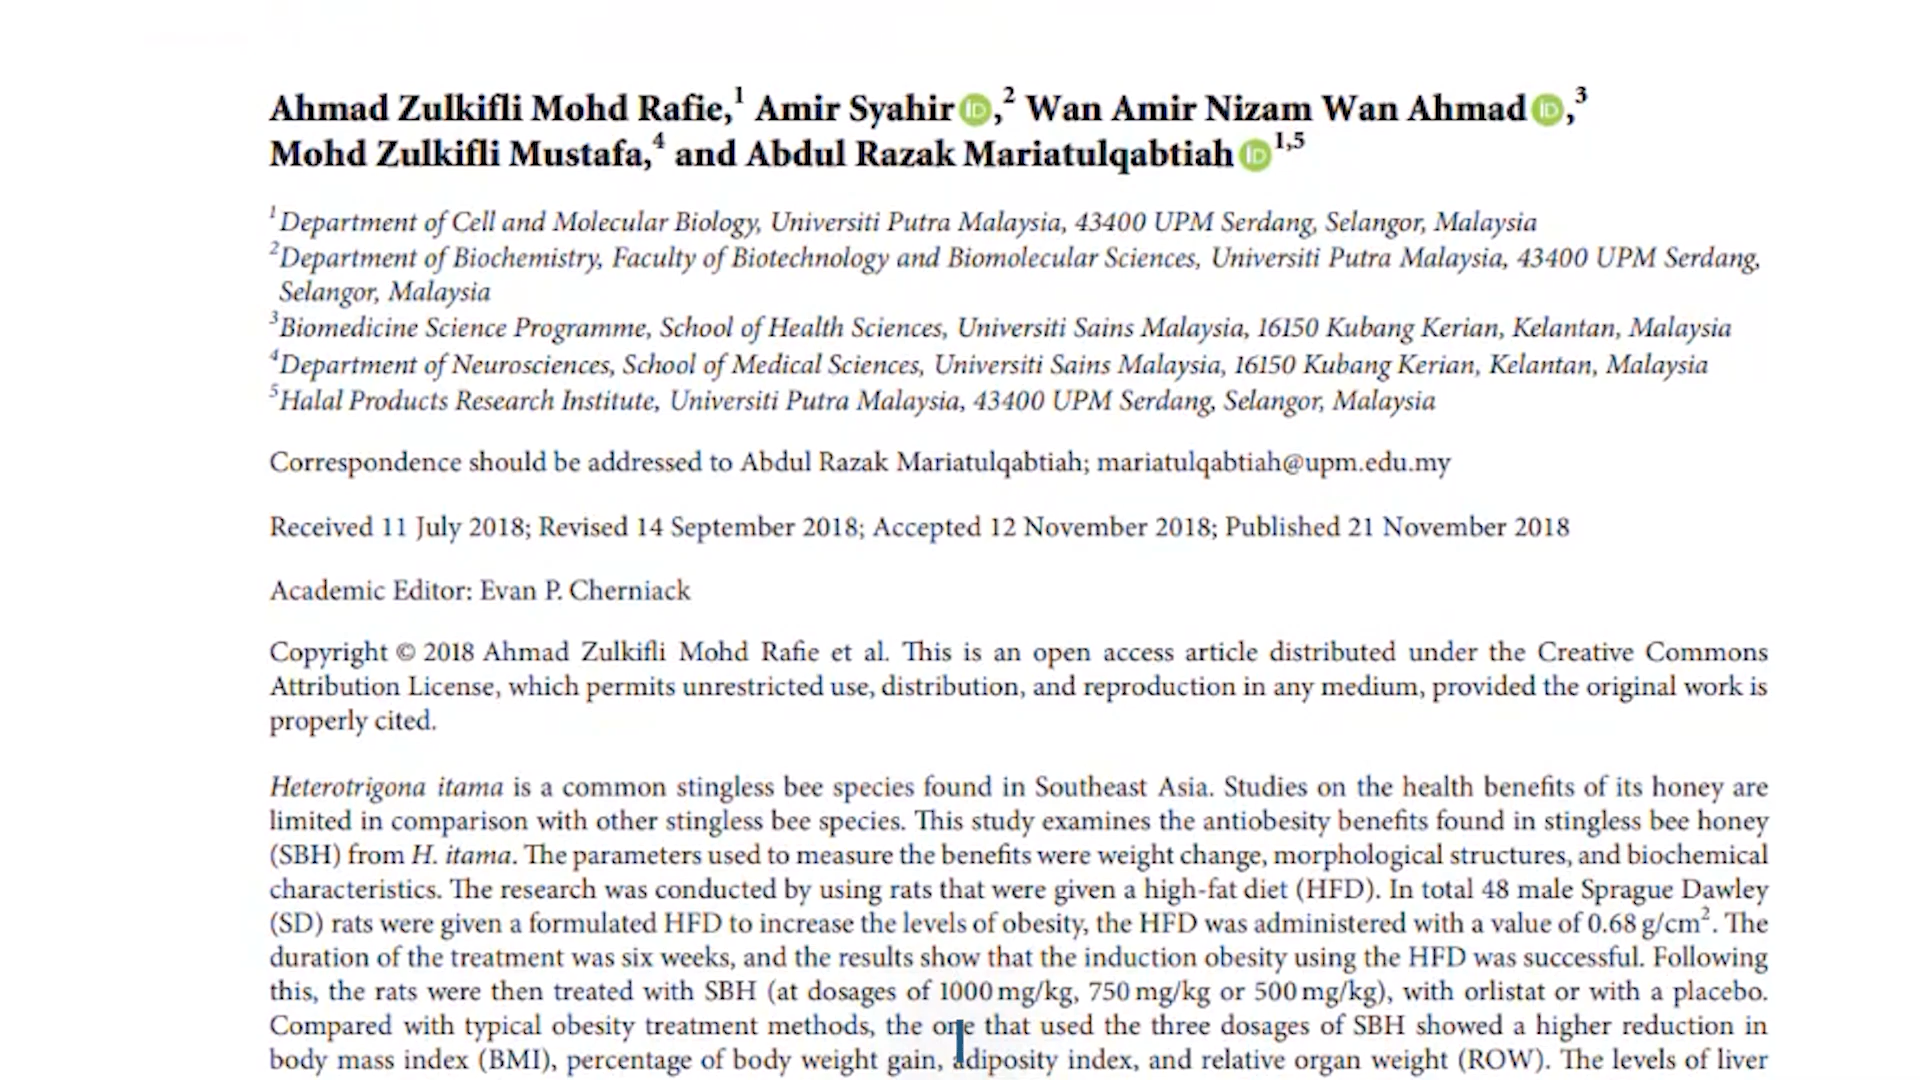 Ahmad Zulkifli Mohd Rafie,1 Amir Syahir iD,2 Wan Amir Nizam Wan Ahmad iD,3
Mohd Zulkifli Mustafa,4 and Abdul Razak Mariatulqabtiah iD 1,5
1Department of Cell and Molecular Biology, Universiti Putra Malaysia, 43400 UPM Serdang, Selangor, Malaysia
2Department of Biochemistry, Faculty of Biotechnology and Biomolecular Sciences, Universiti Putra Malaysia, 43400 UPM Serdang,
Selangor, Malaysia
3Biomedicine Science Programme, School of Health Sciences, Universiti Sains Malaysia, 16150 Kubang Kerian, Kelantan, Malaysia
4Department of Neurosciences, School of Medical Sciences, Universiti Sains Malaysia, 16150 Kubang Kerian, Kelantan, Malaysia
5Halal Products Research Institute, Universiti Putra Malaysia, 43400 UPM Serdang, Selangor, Malaysia
Correspondence should be addressed to Abdul Razak Mariatulqabtiah; mariatulqabtiah@upm.edu.my
Received 11 July 2018; Revised 14 September 2018; Accepted 12 November 2018; Published 21 November 2018
Academic Editor: Evan P. Cherniack
Copyright © 2018 Ahmad Zulkifli Mohd Rafie et al. This is an open access article distributed under the Creative Commons
Attribution License, which permits unrestricted use, distribution, and reproduction in any medium, provided the original work is
properly cited.
Heterotrigona itama is a common stingless bee species found in Southeast Asia. Studies on the health benefits of its honey are
limited in comparison with other stingless bee species. This study examines the antiobesity benefits found in stingless bee honey
(SBH) from H. itama. The parameters used to measure the benefits were weight change, morphological structures, and biochemical
characteristics. The research was conducted by using rats that were given a high-fat diet (HFD). In total 48 male Sprague Dawley
(SD) rats were given a formulated HFD to increase the levels of obesity, the HFD was administered with a value of 0.68 g/cm2. The
duration of the treatment was six weeks, and the results show that the induction obesity using the HFD was successful. Following
this, the rats were then treated with SBH (at dosages of 1000 mg/kg, 750 mg/kg or 500 mg/kg), with orlistat or with a placebo.
Compared with typical obesity treatment methods, the one that used the three dosages of SBH showed a higher reduction in
body mass index (BMI), percentage of body weight gain, adiposity index, and relative organ weight (ROW). The levels of liver